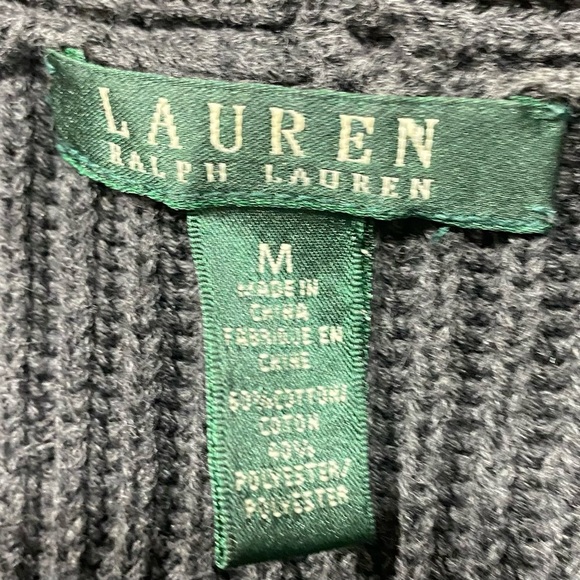 LAUREN
RALPH LAUREN
M
MADE IN
CHINA
FABRIQUE EN
CHINE
60% COTTON/
COTON
40%
POLYESTER/
POLYESTER